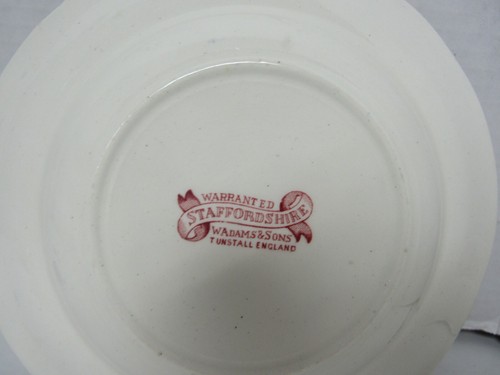 WARRANTED
STAFFORDSHIRE
W ADAMS & SONS
TUNSTALL ENGLAND